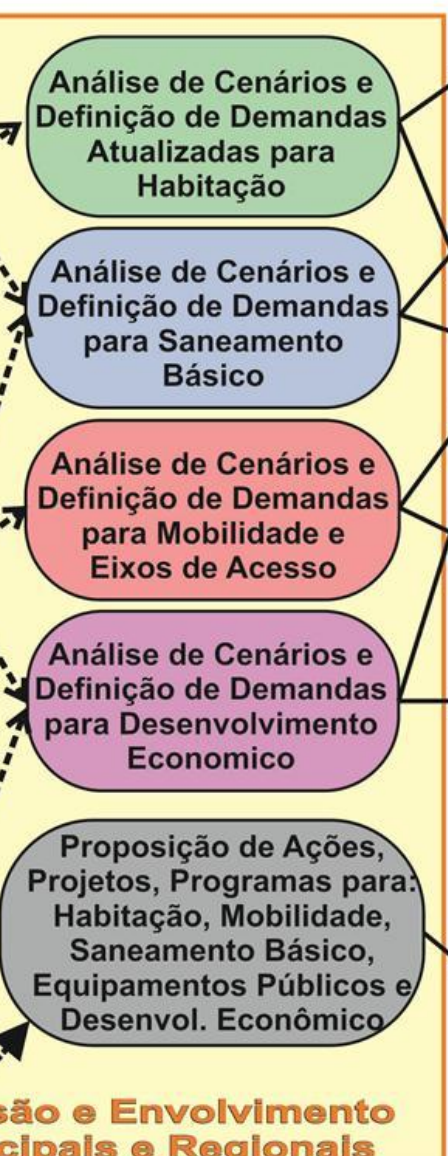 Análise de Cenários e
Definição de Demandas
Atualizadas para
Habitação
Análise de Cenários e
Definição de Demandas
para Saneamento
Básico
Análise de Cenários e
Definição de Demandas
para Mobilidade e
Eixos de Acesso
Análise de Cenários e
Definição de Demandas
para Desenvolvimento
Economico
Proposição de Ações,
Projetos, Programas para:
Habitação, Mobilidade,
Saneamento Básico,
Equipamentos Públicos e
Desenvol. Econômico
são e Envolvimento
cipais e Regionais